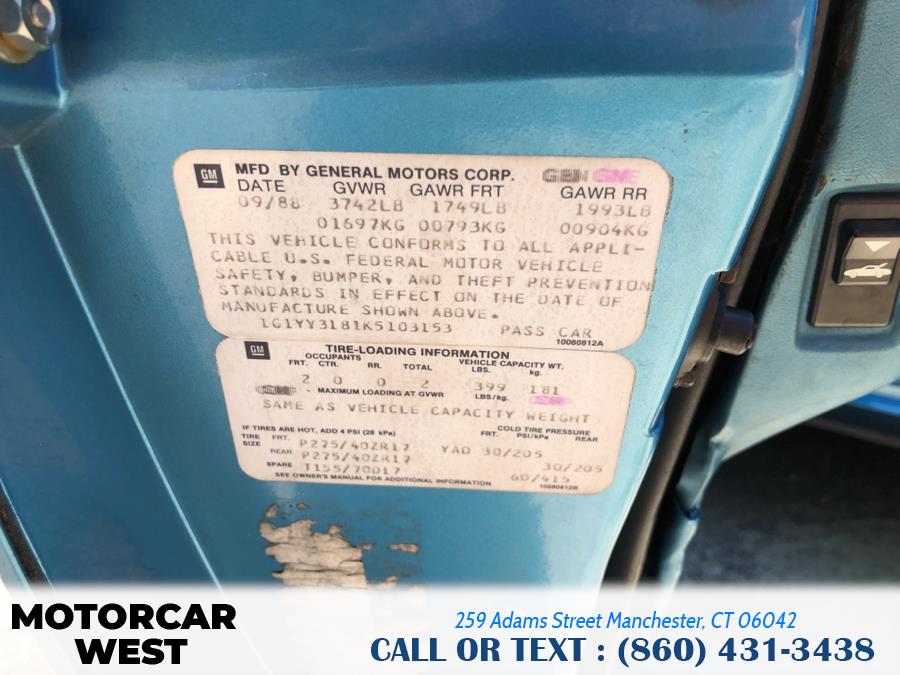 GM MFD BY GENERAL MOTORS CORP.
DATE GVWR GAWR FRT GAWR RR
09/88 3742LB 1749LB 1993LB
01697KG 00793KG 00904KG
THIS VEHICLE CONFORMS TO ALL APPLI-
CABLE U.S. FEDERAL MOTOR VEHICLE
SAFETY, BUMPER, AND THEFT PREVENTION
STANDARDS IN EFFECT ON THE DATE OF
MANUFACTURE SHOWN ABOVE.
1G1YY3181K5103153 PASS CAR
10080812A
GM TIRE-LOADING INFORMATION
OCCUPANTS VEHICLE CAPACITY WT.
FRT. CTR. RR. TOTAL LBS. kg.
2 0 0 2 399 181
MAXIMUM LOADING AT GVWR LBS/kg.
SAME AS VEHICLE CAPACITY WEIGHT
IF TIRES ARE HOT, ADD 4 PSI (28 kPa) COLD TIRE PRESSURE
TIRE FRT. FRT. PSI/kPa REAR
SIZE P275/40ZR17 YAD 30/205
REAR P275/40ZR17 30/205
SPARE T155/70D17 60/415
SEE OWNER'S MANUAL FOR ADDITIONAL INFORMATION 10080812B
MOTORCAR
WEST
259 Adams Street Manchester, CT 06042
CALL OR TEXT : (860) 431-3438